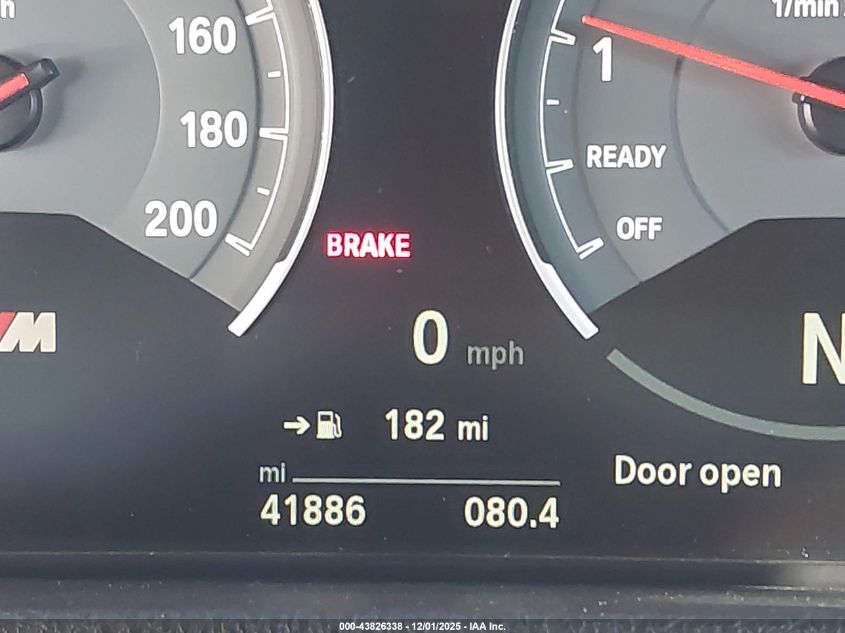 h
1/min
160
1
180
READY
200
OFF
BRAKE
M
0 mph
N
182 mi
Door open
mi
41886 080.4
000-43826338 - 12/01/2025 - IAA Inc.